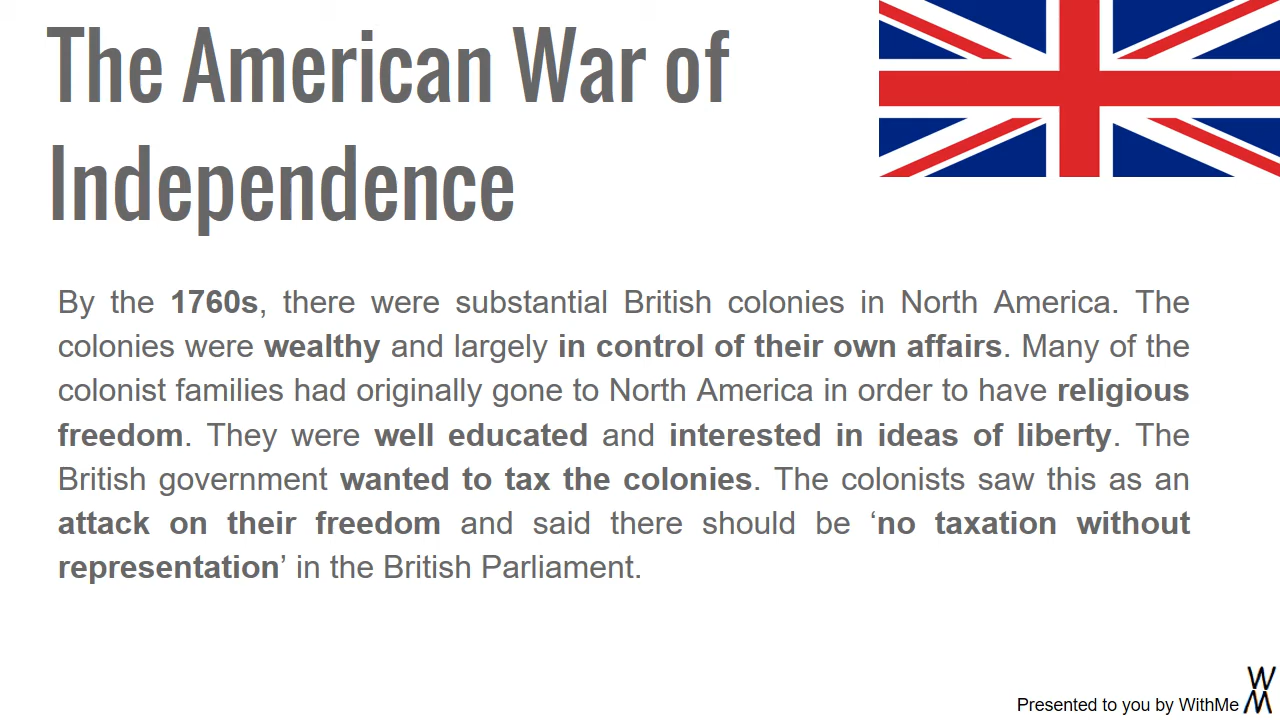 The American War of
Independence
By the 1760s, there were substantial British colonies in North America. The
colonies were wealthy and largely in control of their own affairs. Many of the
colonist families had originally gone to North America in order to have religious
freedom. They were well educated and interested in ideas of liberty. The
British government wanted to tax the colonies. The colonists saw this as an
attack on their freedom and said there should be ‘no taxation without
representation’ in the British Parliament.
Presented to you by WithMe
W
M